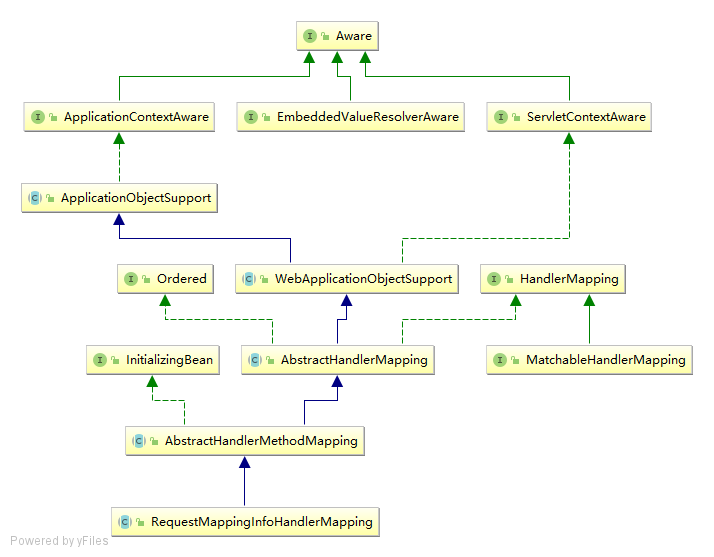 I Aware
I ApplicationContextAware
I EmbeddedValueResolverAware
I ServletContextAware
C ApplicationObjectSupport
I Ordered
C WebApplicationObjectSupport
I HandlerMapping
I InitializingBean
C AbstractHandlerMapping
I MatchableHandlerMapping
C AbstractHandlerMethodMapping
C RequestMappingInfoHandlerMapping
Powered by yFiles